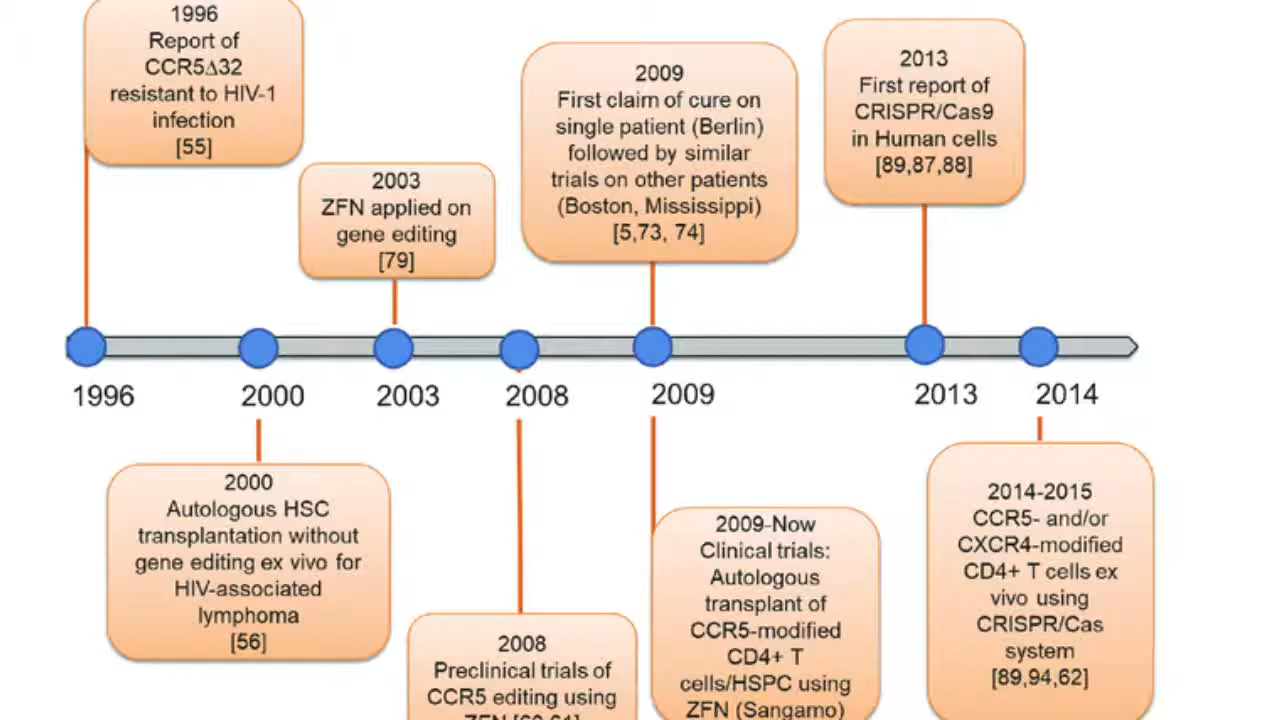 1996
Report of
CCR5Δ32
resistant to HIV-1
infection
[55]
2003
ZFN applied on
gene editing
[79]
2009
First claim of cure on
single patient (Berlin)
followed by similar
trials on other patients
(Boston, Mississippi)
[5,73, 74]
2013
First report of
CRISPR/Cas9
in Human cells
[89,87,88]
1996
2000
2003
2008
2009
2013
2014
2000
Autologous HSC
transplantation without
gene editing ex vivo for
HIV-associated
lymphoma
[56]
2008
Preclinical trials of
CCR5 editing using
ZFN
2009-Now
Clinical trials:
Autologous
transplant of
CCR5-modified
CD4+ T
cells/HSPC using
ZFN (Sangamo)
2014-2015
CCR5- and/or
CXCR4-modified
CD4+ T cells ex
vivo using
CRISPR/Cas
system
[89,94,62]